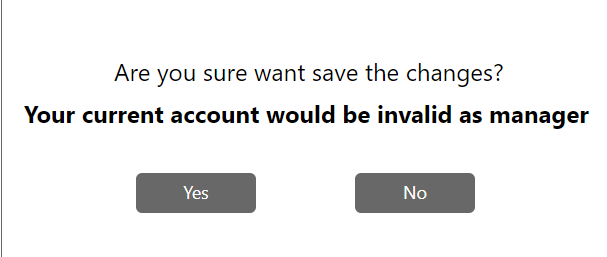 Are you sure want save the changes?
Your current account would be invalid as manager
Yes No